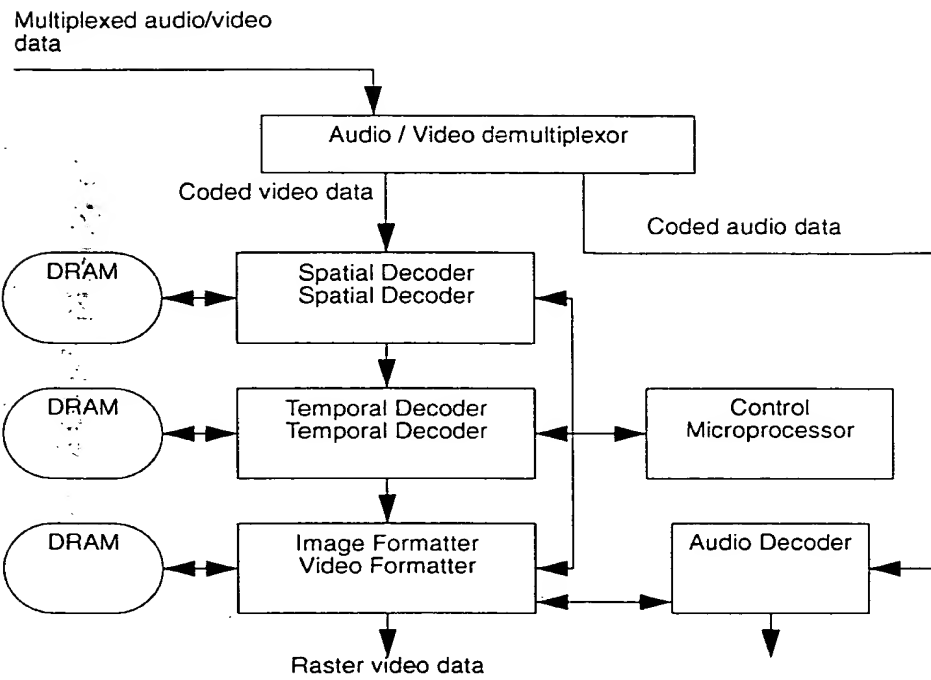 Multiplexed audio/video
data
Audio / Video demultiplexor
Coded video data
Coded audio data
DRAM
Spatial Decoder
Spatial Decoder
DRAM
Temporal Decoder
Temporal Decoder
Control
Microprocessor
DRAM
Image Formatter
Video Formatter
Audio Decoder
Raster video data